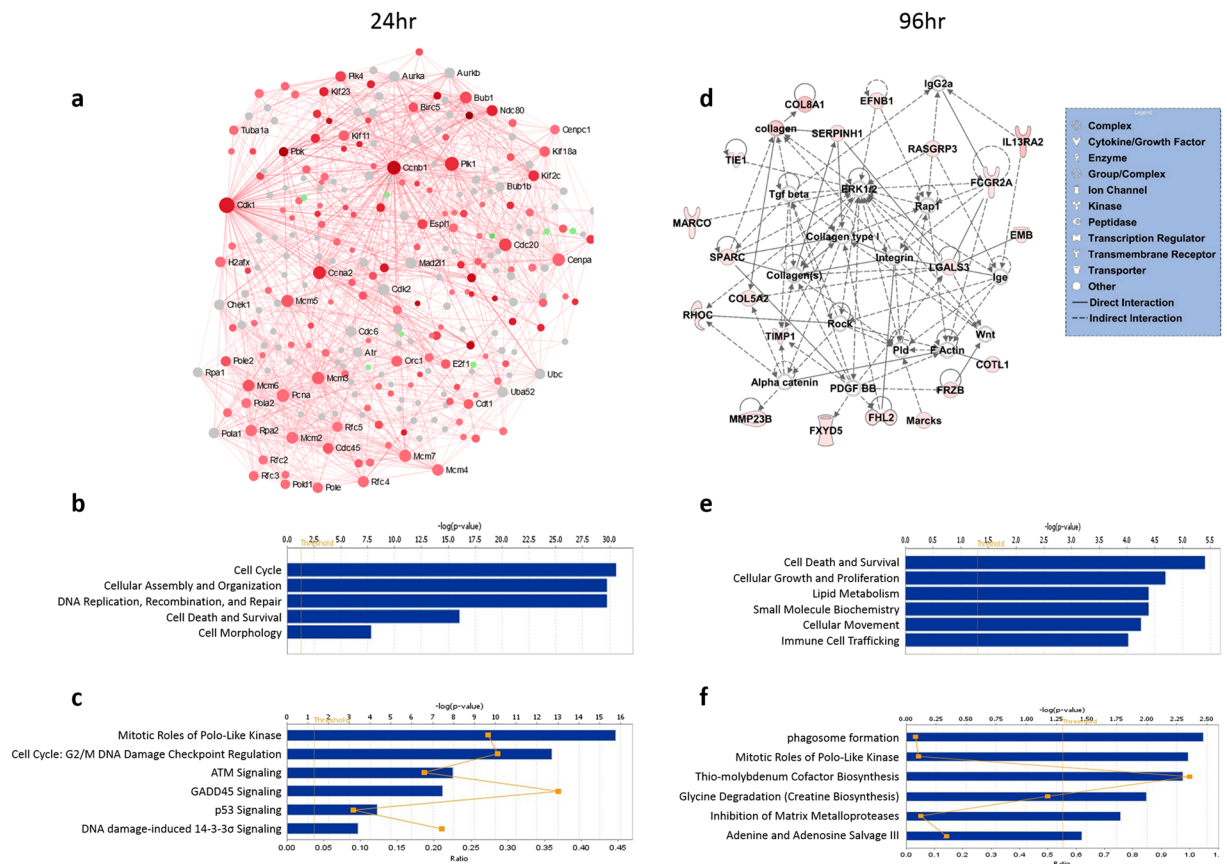 24hr
96hr
a
Plk4
Aurka
Aurkb
Kif23
Birc5
Bub1
Ndc80
Tuba1a
Kif11
Cenpc1
Pbk
Ccnb1
Plk1
Kif18a
Kif2c
Bub1b
Cdk1
Espl1
Cdc20
H2afx
Ccna2
Mad2l1
Cenpa
Cdk2
Chek1
Mcm5
Cdc6
Atr
Pole2
Orc1
E2f1
Rpa1
Mcm6
Mcm3
Ubc
Pola2
Pcna
Uba52
Cdt1
Pola1
Rpa2
Mcm2
Rfc5
Cdc45
Rfc2
Mcm7
Mcm4
Rfc3
Pold1
Pole
Rfc4
d
IgG2a
COL8A1
EFNB1
collagen
SERPINH1
IL13RA2
RASGRP3
TIE1
Tgf beta
ERK1/2
FCGR2A
Rap1
MARCO
Collagen type I
EMB
SPARC
Integrin
LGALS3
Collagen(s)
Ige
COL5A2
RHOC
Rock
TIMP1
Wnt
Pld
F Actin
COTL1
Alpha catenin
PDGF BB
FRZB
MMP23B
FHL2
Marcks
FXYD5
Legend
Complex
Cytokine/Growth Factor
Enzyme
Group/Complex
Ion Channel
Kinase
Peptidase
Transcription Regulator
Transmembrane Receptor
Transporter
Other
Direct Interaction
Indirect Interaction
b
-log(p-value)
0.0 2.5 5.0 7.5 10.0 12.5 15.0 17.5 20.0 22.5 25.0 27.5 30.0
Threshold
Cell Cycle
Cellular Assembly and Organization
DNA Replication, Recombination, and Repair
Cell Death and Survival
Cell Morphology
e
-log(p-value)
0.0 0.5 1.0 1.5 2.0 2.5 3.0 3.5 4.0 4.5 5.0 5.5
Threshold
Cell Death and Survival
Cellular Growth and Proliferation
Lipid Metabolism
Small Molecule Biochemistry
Cellular Movement
Immune Cell Trafficking
c
-log(p-value)
0 1 2 3 4 5 6 7 8 9 10 11 12 13 14 15 16
Threshold
Mitotic Roles of Polo-Like Kinase
Cell Cycle: G2/M DNA Damage Checkpoint Regulation
ATM Signaling
GADD45 Signaling
p53 Signaling
DNA damage-induced 14-3-3σ Signaling
0.00 0.05 0.10 0.15 0.20 0.25 0.30 0.35 0.40 0.45
Ratio
f
-log(p-value)
0.00 0.25 0.50 0.75 1.00 1.25 1.50 1.75 2.00 2.25 2.50
Threshold
phagosome formation
Mitotic Roles of Polo-Like Kinase
Thio-molybdenum Cofactor Biosynthesis
Glycine Degradation (Creatine Biosynthesis)
Inhibition of Matrix Metalloproteases
Adenine and Adenosine Salvage III
0.0 0.1 0.2 0.3 0.4 0.5 0.6 0.7 0.8 0.9 1.0 1.
Ratio